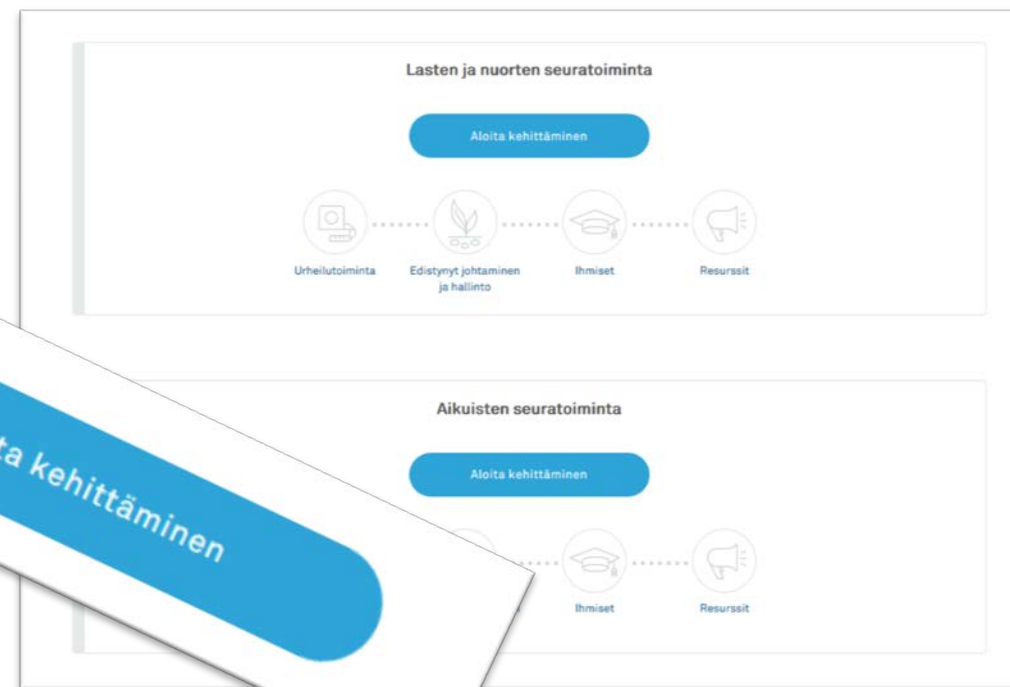 Lasten ja nuorten seuratoiminta
Aloita kehittäminen
Urheilutoiminta
Edistynyt johtaminen
ja hallinto
Ihmiset
Resurssit
Aikuisten seuratoiminta
Aloita kehittäminen
Ihmiset
Resurssit
kehittäminen